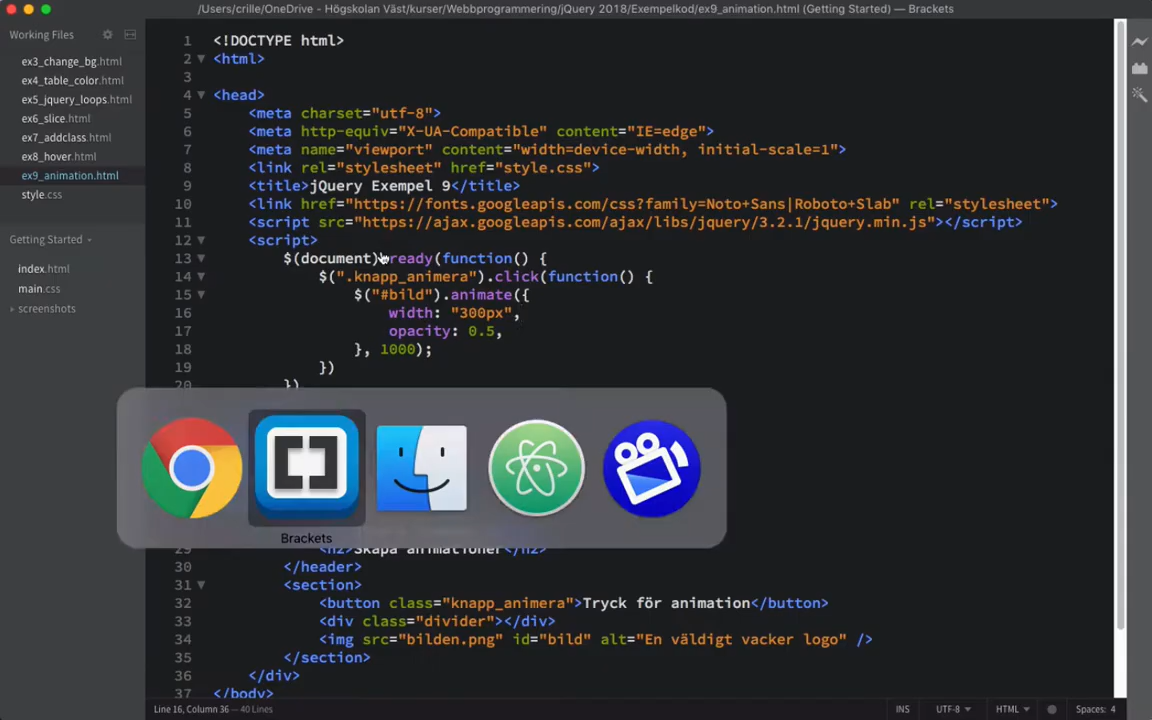 /Users/crille/OneDrive - Högskolan Väst/kurser/Webbprogrammering/jQuery 2018/Exempelkod/ex9_animation.html (Getting Started) — Brackets
Working Files
ex3_change_bg.html
ex4_table_color.html
ex5_jquery_loops.html
ex6_slice.html
ex7_addclass.html
ex8_hover.html
ex9_animation.html
style.css
Getting Started
index.html
main.css
screenshots
1 <!DOCTYPE html>
2 <html>
3
4 <head>
5 <meta charset="utf-8">
6 <meta http-equiv="X-UA-Compatible" content="IE=edge">
7 <meta name="viewport" content="width=device-width, initial-scale=1">
8 <link rel="stylesheet" href="style.css">
9 <title>jQuery Exempel 9</title>
10 <link href="https://fonts.googleapis.com/css?family=Noto+Sans|Roboto+Slab" rel="stylesheet">
11 <script src="https://ajax.googleapis.com/ajax/libs/jquery/3.2.1/jquery.min.js"></script>
12 <script>
13 $(document).ready(function() {
14 $(".knapp_animera").click(function() {
15 $("#bild").animate({
16 width: "300px",
17 opacity: 0.5,
18 }, 1000);
19 })
20 })
Brackets
29 <h2>Skapa animationer</h2>
30 </header>
31 <section>
32 <button class="knapp_animera">Tryck för animation</button>
33 <div class="divider"></div>
34 <img src="bilden.png" id="bild" alt="En väldigt vacker logo" />
35 </section>
36 </div>
37 </body>
Line 16, Column 36 — 40 Lines
INS
UTF-8
HTML
Spaces: 4